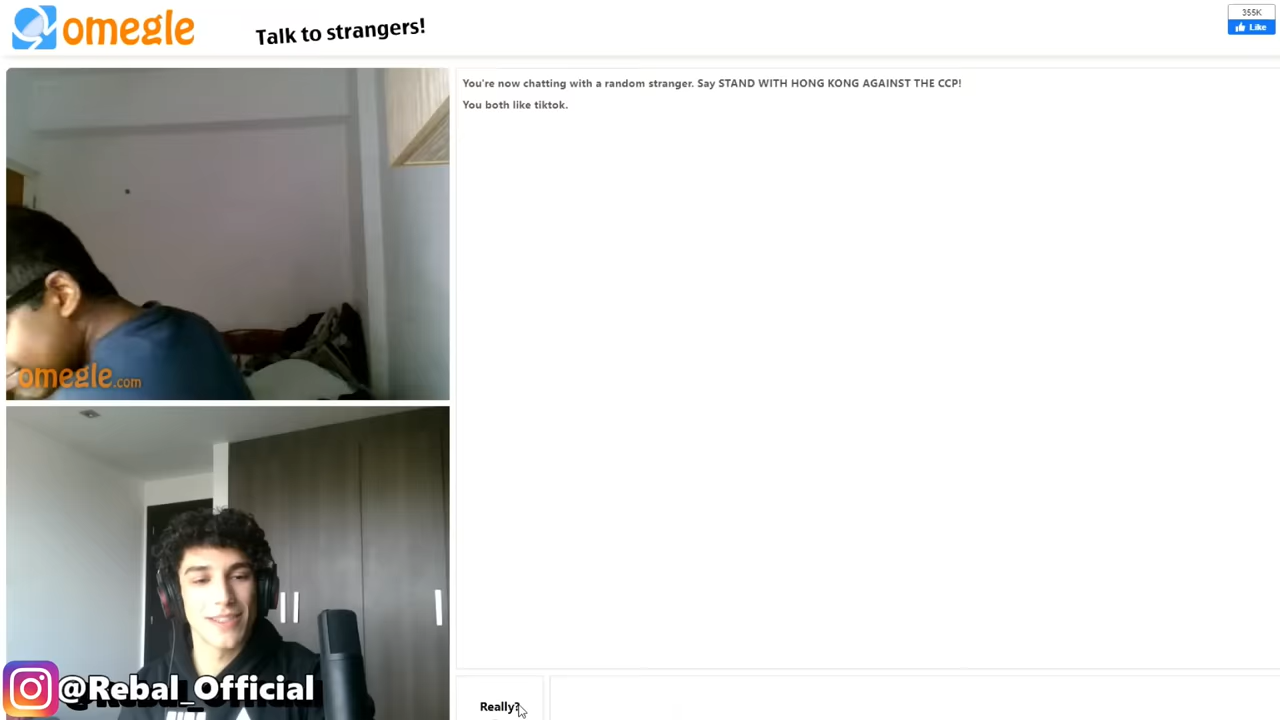 omegle
Talk to strangers!
355K
Like
You're now chatting with a random stranger. Say STAND WITH HONG KONG AGAINST THE CCP!
You both like tiktok.
omegle.com
@Rebal_Official
Really?